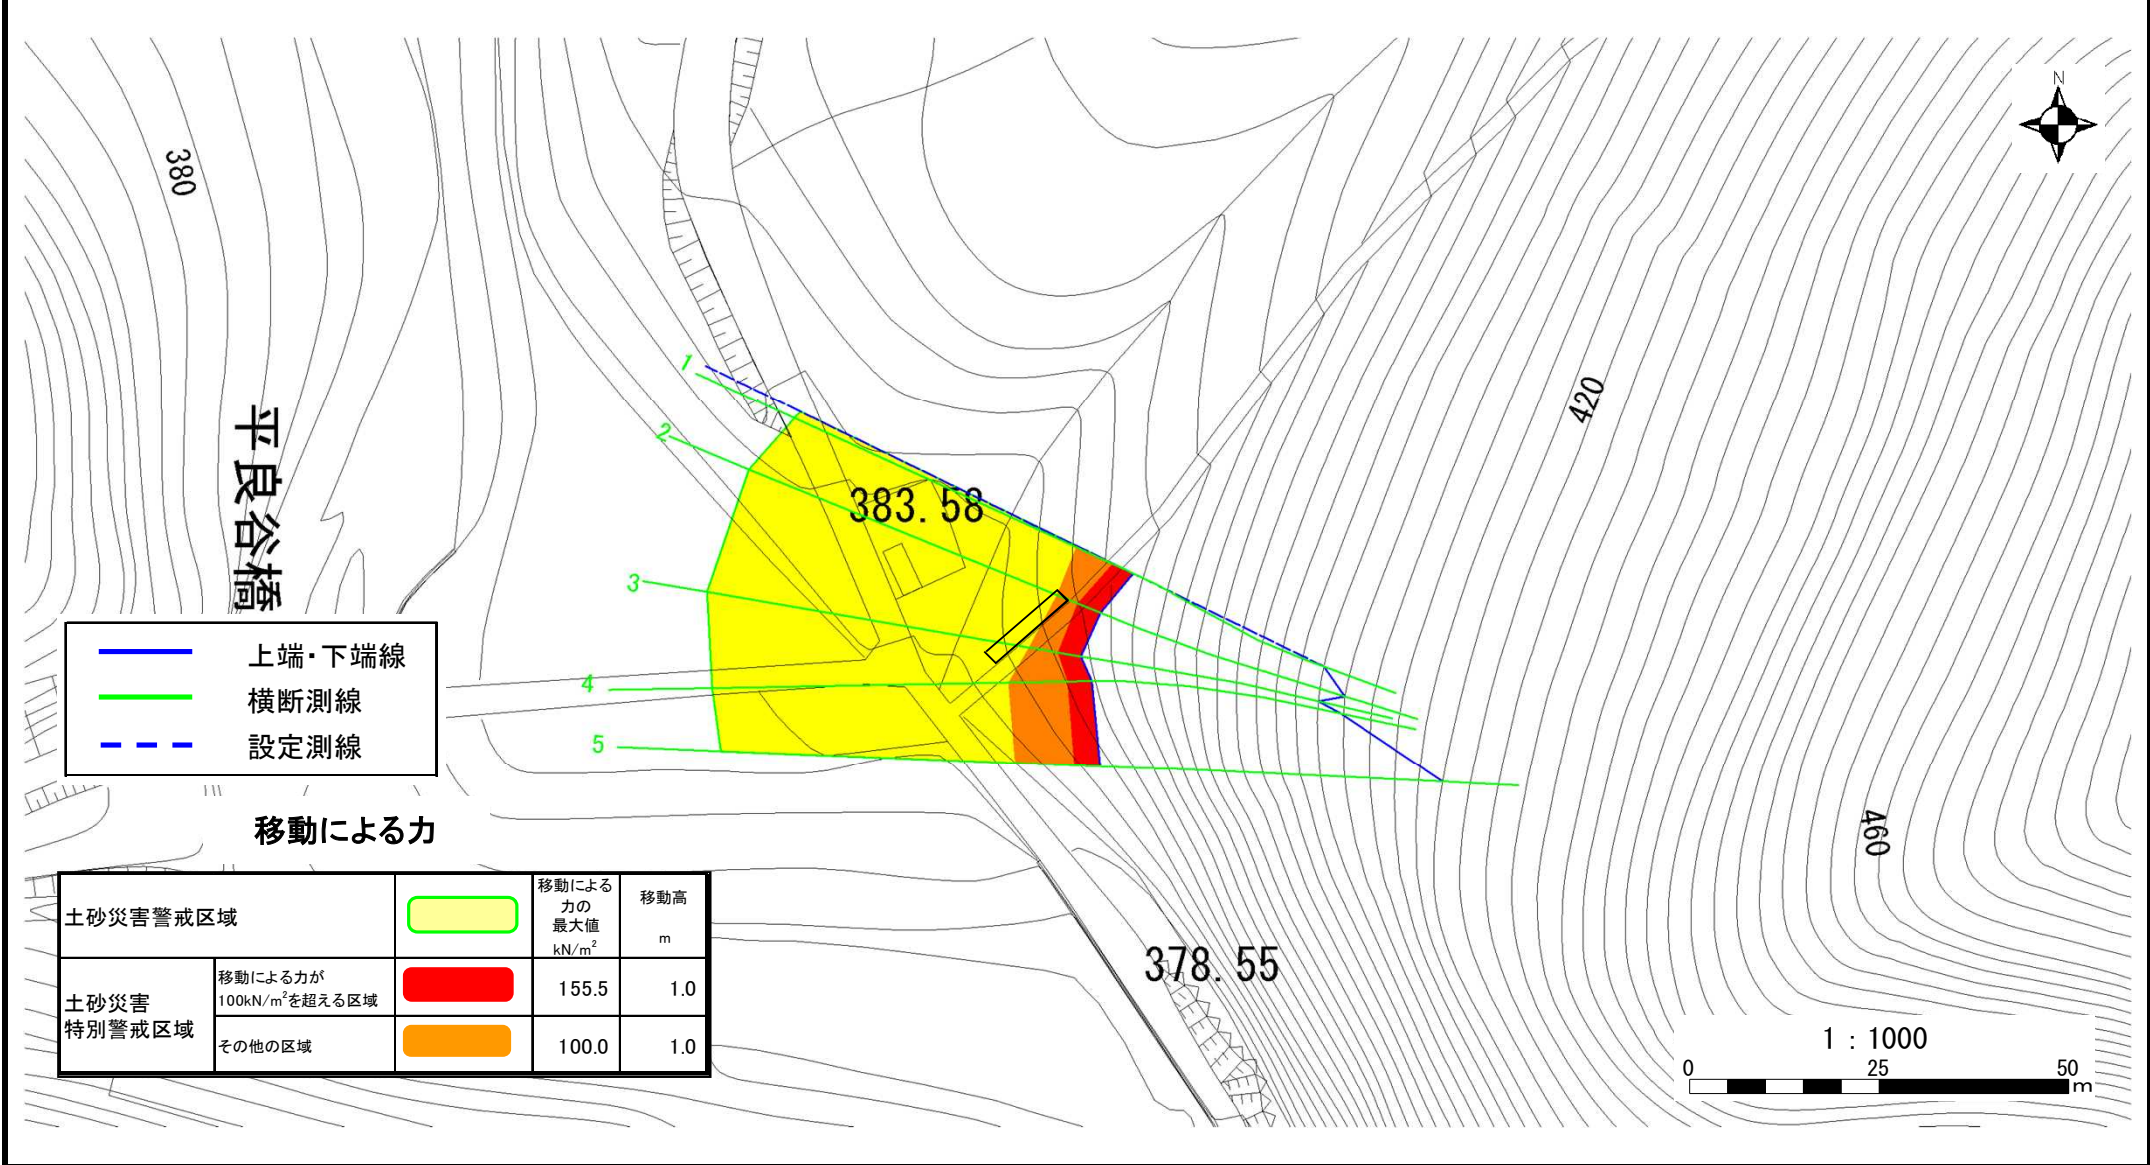 N
380
420
1
2
383.58
平良谷橋
3
4
5
上端・下端線
横断測線
設定測線
460
移動による力
土砂災害警戒区域
移動による
力の
最大値
kN/m²
移動高
m
土砂災害
特別警戒区域
移動による力が
100kN/m²を超える区域
155.5
1.0
その他の区域
100.0
1.0
378.55
1 : 1000
0 25 50
m